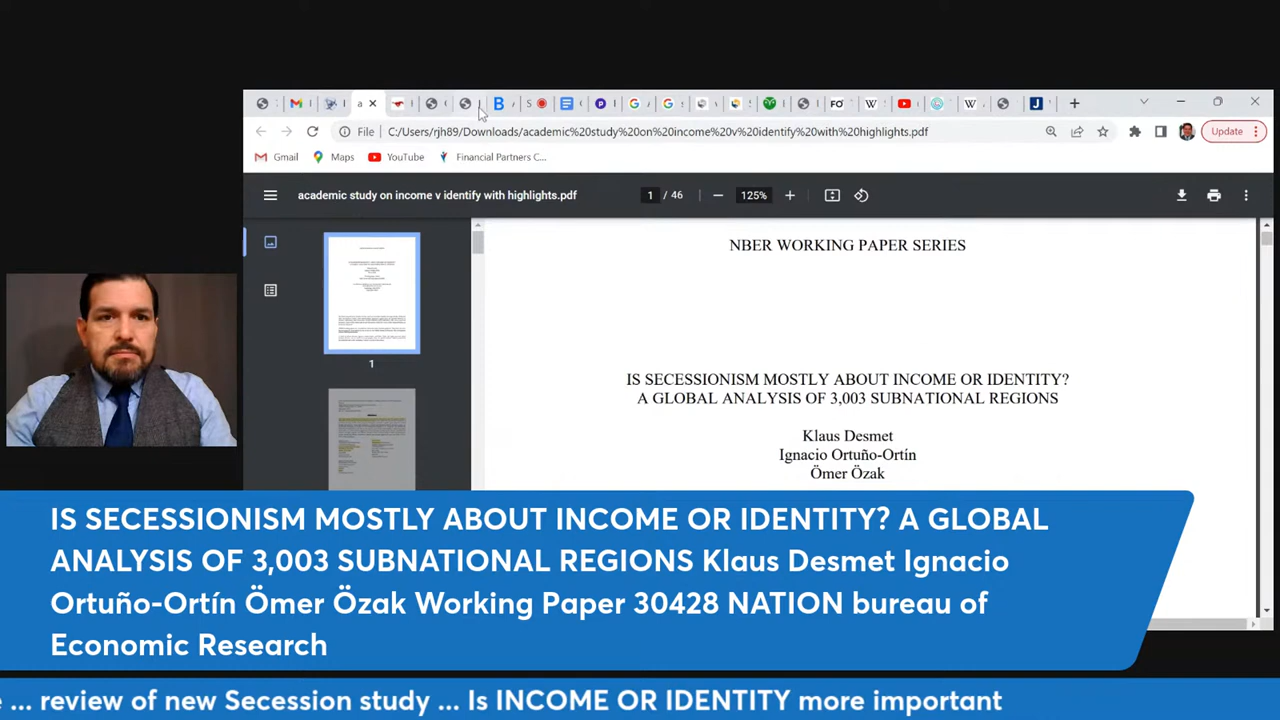 File C:/Users/rjh89/Downloads/academic%20study%20on%20income%20v%20identify%20with%20highlights.pdf
Update
Gmail Maps YouTube Financial Partners C...
academic study on income v identify with highlights.pdf 1 / 46 125%
NBER WORKING PAPER SERIES
IS SECESSIONISM MOSTLY ABOUT INCOME OR IDENTITY?
A GLOBAL ANALYSIS OF 3,003 SUBNATIONAL REGIONS
Klaus Desmet
Ignacio Ortuño-Ortín
Ömer Özak
1
IS SECESSIONISM MOSTLY ABOUT INCOME OR IDENTITY? A GLOBAL
ANALYSIS OF 3,003 SUBNATIONAL REGIONS Klaus Desmet Ignacio
Ortuño-Ortín Ömer Özak Working Paper 30428 NATION bureau of
Economic Research
... review of new Secession study ... Is INCOME OR IDENTITY more important